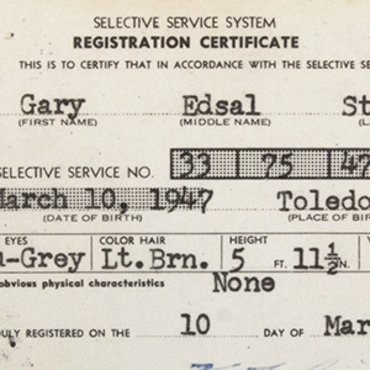 SELECTIVE SERVICE SYSTEM
REGISTRATION CERTIFICATE
THIS IS TO CERTIFY THAT IN ACCORDANCE WITH THE SELECTIVE SE
Gary Edsal St
(FIRST NAME) (MIDDLE NAME) (L
SELECTIVE SERVICE NO. 33 75 47
March 10, 1947 Toledo
(DATE OF BIRTH) (PLACE OF BIR
EYES COLOR HAIR HEIGHT
-Grey Lt. Brn. 5 FT. 11½ IN.
obvious physical characteristics None
ULY REGISTERED ON THE 10 DAY OF Mar